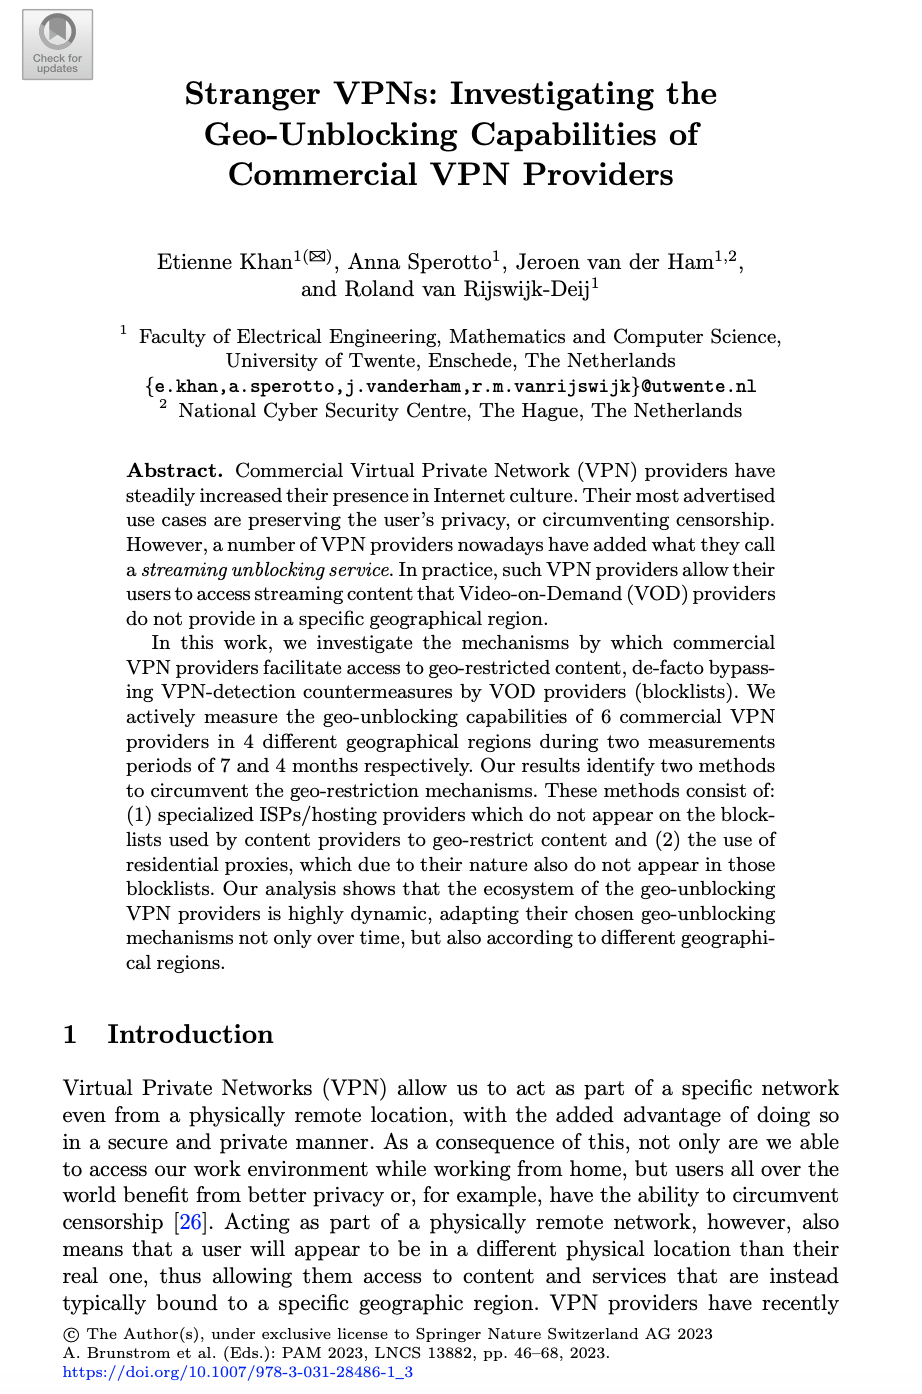 Check for
updates
Stranger VPNs: Investigating the
Geo-Unblocking Capabilities of
Commercial VPN Providers
Etienne Khan1(✉), Anna Sperotto1, Jeroen van der Ham1,2,
and Roland van Rijswijk-Deij1
1 Faculty of Electrical Engineering, Mathematics and Computer Science,
University of Twente, Enschede, The Netherlands
{e.khan,a.sperotto,j.vanderham,r.m.vanrijswijk}@utwente.nl
2 National Cyber Security Centre, The Hague, The Netherlands
Abstract. Commercial Virtual Private Network (VPN) providers have
steadily increased their presence in Internet culture. Their most advertised
use cases are preserving the user's privacy, or circumventing censorship.
However, a number of VPN providers nowadays have added what they call
a streaming unblocking service. In practice, such VPN providers allow their
users to access streaming content that Video-on-Demand (VOD) providers
do not provide in a specific geographical region.
In this work, we investigate the mechanisms by which commercial
VPN providers facilitate access to geo-restricted content, de-facto bypass-
ing VPN-detection countermeasures by VOD providers (blocklists). We
actively measure the geo-unblocking capabilities of 6 commercial VPN
providers in 4 different geographical regions during two measurements
periods of 7 and 4 months respectively. Our results identify two methods
to circumvent the geo-restriction mechanisms. These methods consist of:
(1) specialized ISPs/hosting providers which do not appear on the block-
lists used by content providers to geo-restrict content and (2) the use of
residential proxies, which due to their nature also do not appear in those
blocklists. Our analysis shows that the ecosystem of the geo-unblocking
VPN providers is highly dynamic, adapting their chosen geo-unblocking
mechanisms not only over time, but also according to different geographi-
cal regions.
1 Introduction
Virtual Private Networks (VPN) allow us to act as part of a specific network
even from a physically remote location, with the added advantage of doing so
in a secure and private manner. As a consequence of this, not only are we able
to access our work environment while working from home, but users all over the
world benefit from better privacy or, for example, have the ability to circumvent
censorship [26]. Acting as part of a physically remote network, however, also
means that a user will appear to be in a different physical location than their
real one, thus allowing them access to content and services that are instead
typically bound to a specific geographic region. VPN providers have recently
© The Author(s), under exclusive license to Springer Nature Switzerland AG 2023
A. Brunstrom et al. (Eds.): PAM 2023, LNCS 13882, pp. 46–68, 2023.
https://doi.org/10.1007/978-3-031-28486-1_3